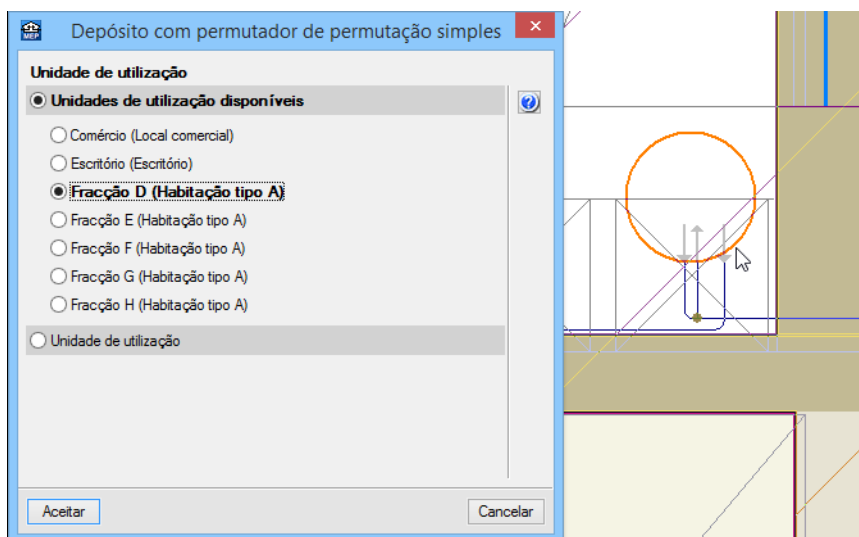 MEP
Depósito com permutador de permutação simples
Unidade de utilização
Unidades de utilização disponíveis
Comércio (Local comercial)
Escritório (Escritório)
Fracção D (Habitação tipo A)
Fracção E (Habitação tipo A)
Fracção F (Habitação tipo A)
Fracção G (Habitação tipo A)
Fracção H (Habitação tipo A)
Unidade de utilização
Aceitar
Cancelar